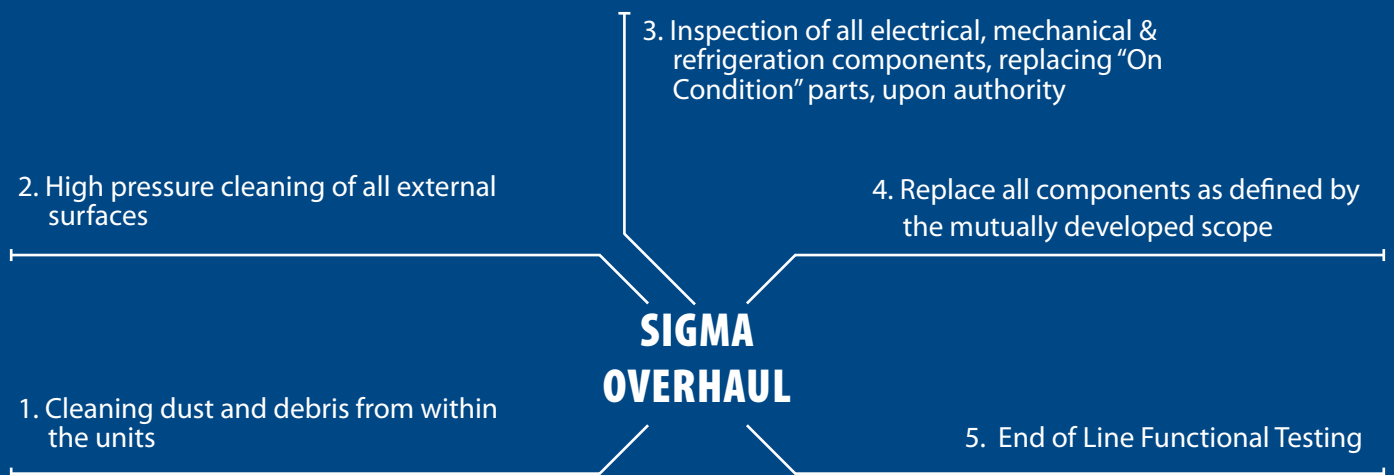 3. Inspection of all electrical, mechanical &
refrigeration components, replacing “On
Condition” parts, upon authority
2. High pressure cleaning of all external
surfaces
4. Replace all components as defined by
the mutually developed scope
SIGMA
OVERHAUL
1. Cleaning dust and debris from within
the units
5. End of Line Functional Testing